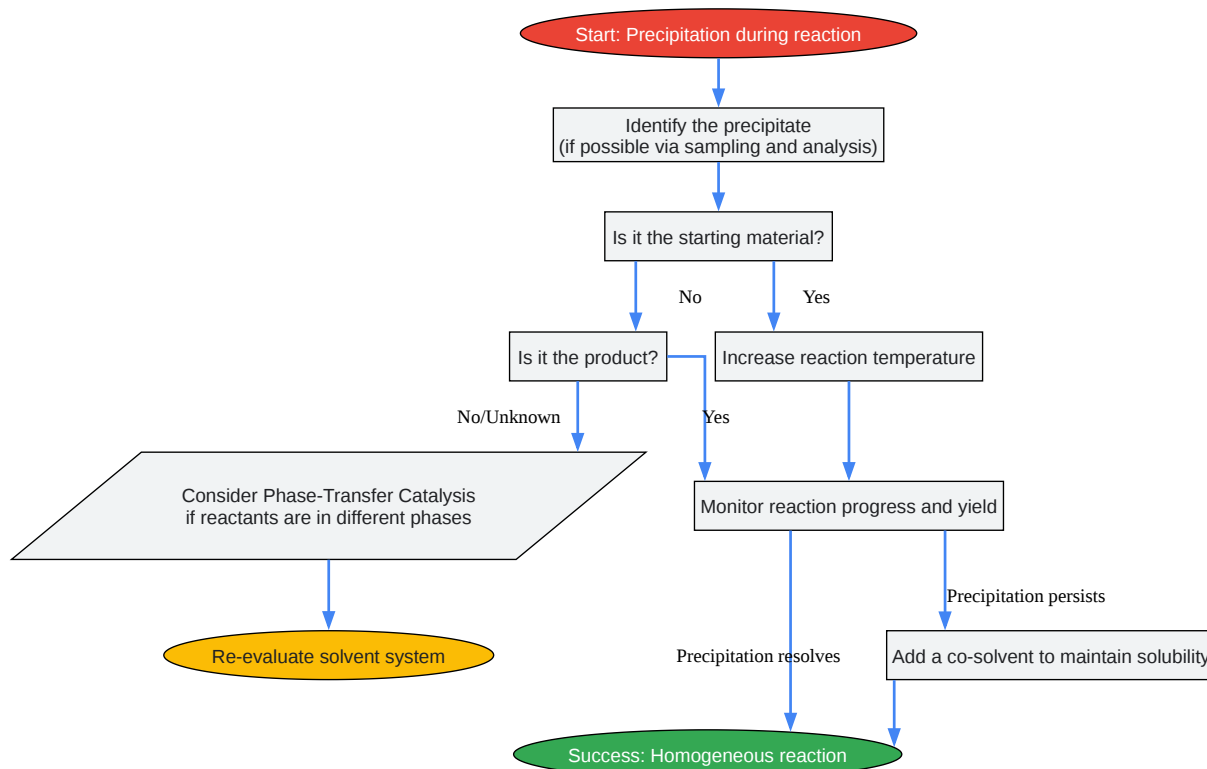 Start: Precipitation during reaction
Identify the precipitate
(if possible via sampling and analysis)
Is it the starting material?
No
Yes
Is it the product?
Increase reaction temperature
No/Unknown
Yes
Consider Phase-Transfer Catalysis
if reactants are in different phases
Monitor reaction progress and yield
Precipitation persists
Re-evaluate solvent system
Precipitation resolves
Add a co-solvent to maintain solubility
Success: Homogeneous reaction